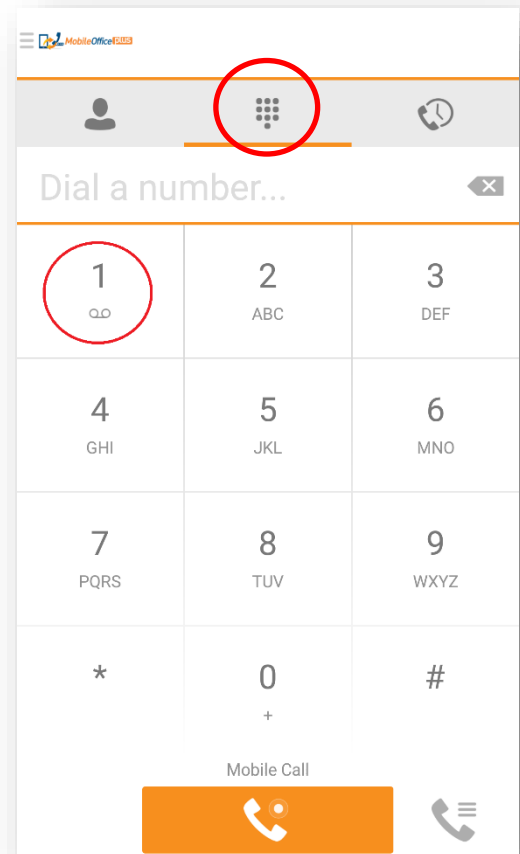 MobileOffice PLUS
Dial a number...
1 2 3
ABC DEF
4 5 6
GHI JKL MNO
7 8 9
PQRS TUV WXYZ
* 0 #
+
Mobile Call